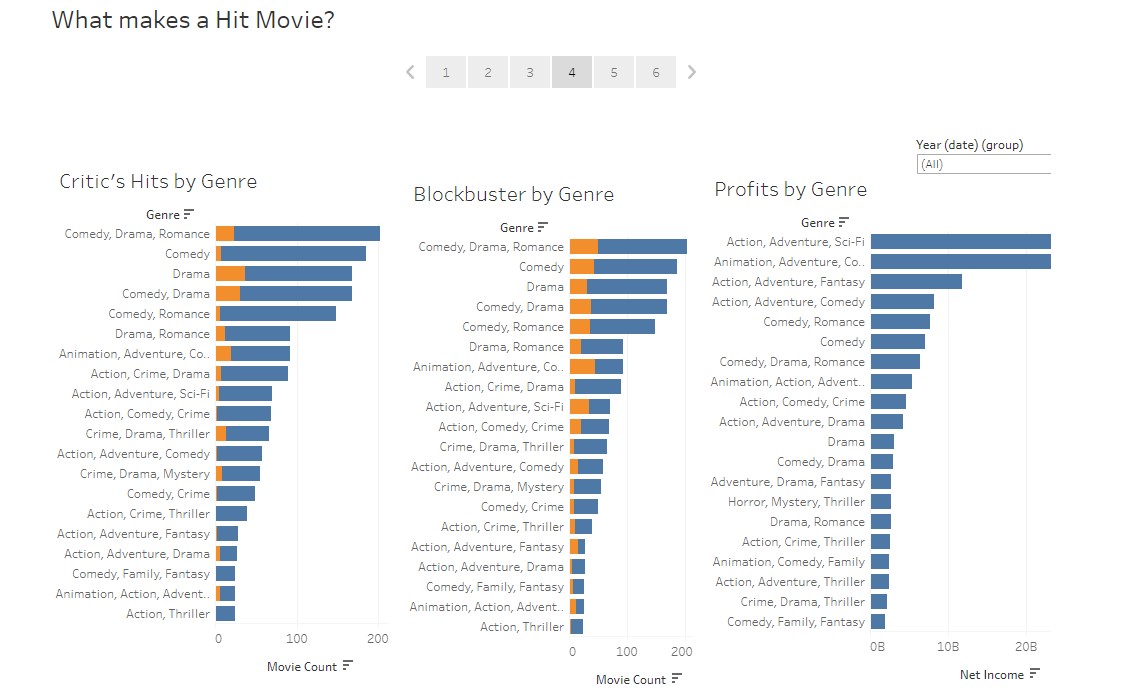 What makes a Hit Movie?
1 2 3 4 5 6
Year (date) (group)
(All)
Critic's Hits by Genre
Genre
Comedy, Drama, Romance
Comedy
Drama
Comedy, Drama
Comedy, Romance
Drama, Romance
Animation, Adventure, Co..
Action, Crime, Drama
Action, Adventure, Sci-Fi
Action, Comedy, Crime
Crime, Drama, Thriller
Action, Adventure, Comedy
Crime, Drama, Mystery
Comedy, Crime
Action, Crime, Thriller
Action, Adventure, Fantasy
Action, Adventure, Drama
Comedy, Family, Fantasy
Animation, Action, Advent..
Action, Thriller
0 100 200
Movie Count
Blockbuster by Genre
Genre
Comedy, Drama, Romance
Comedy
Drama
Comedy, Drama
Comedy, Romance
Drama, Romance
Animation, Adventure, Co..
Action, Crime, Drama
Action, Adventure, Sci-Fi
Action, Comedy, Crime
Crime, Drama, Thriller
Action, Adventure, Comedy
Crime, Drama, Mystery
Comedy, Crime
Action, Crime, Thriller
Action, Adventure, Fantasy
Action, Adventure, Drama
Comedy, Family, Fantasy
Animation, Action, Advent..
Action, Thriller
0 100 200
Movie Count
Profits by Genre
Genre
Action, Adventure, Sci-Fi
Animation, Adventure, Co..
Action, Adventure, Fantasy
Action, Adventure, Comedy
Comedy, Romance
Comedy
Comedy, Drama, Romance
Animation, Action, Advent..
Action, Comedy, Crime
Action, Adventure, Drama
Drama
Comedy, Drama
Adventure, Drama, Fantasy
Horror, Mystery, Thriller
Drama, Romance
Action, Crime, Thriller
Animation, Comedy, Family
Action, Adventure, Thriller
Crime, Drama, Thriller
Comedy, Family, Fantasy
0B 10B 20B
Net Income